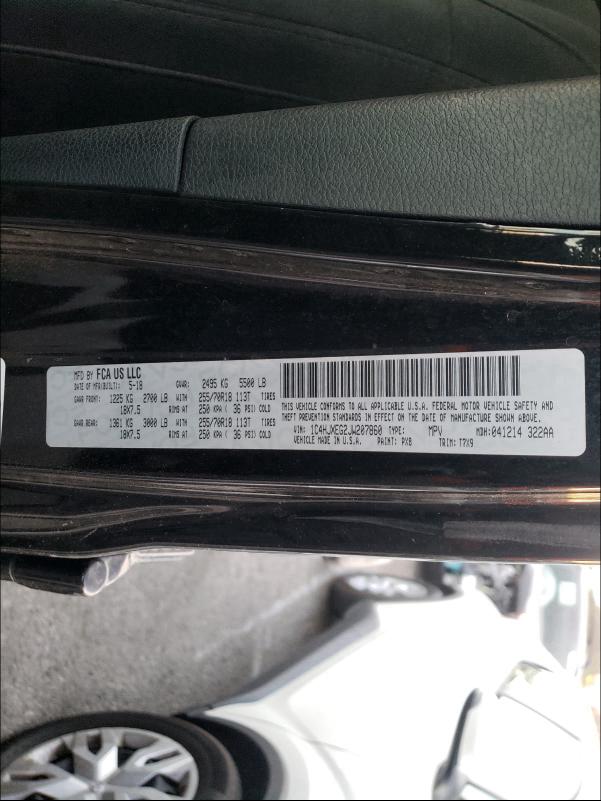 MFD BY FCA US LLC
DATE OF MFR(BUILT): 5-18 GVWR: 2495 KG 5500 LB
GAWR FRONT: 1225 KG 2700 LB 255/70R18 113T TIRES
18X7.5 RIMS AT 250 KPA ( 36 PSI) COLD
GAWR REAR: 1361 KG 3000 LB 255/70R18 113T TIRES
18X7.5 RIMS AT 250 KPA ( 36 PSI) COLD
THIS VEHICLE CONFORMS TO ALL APPLICABLE U.S.A. FEDERAL MOTOR VEHICLE SAFETY AND
THEFT PREVENTION STANDARDS IN EFFECT ON THE DATE OF MANUFACTURE SHOWN ABOVE.
VIN: 1C4HJXEG2JW207860 TYPE: MPV MDH:041214 322AA
VEHICLE MADE IN U.S.A. PAINT: PX8 TRIM: T7X9